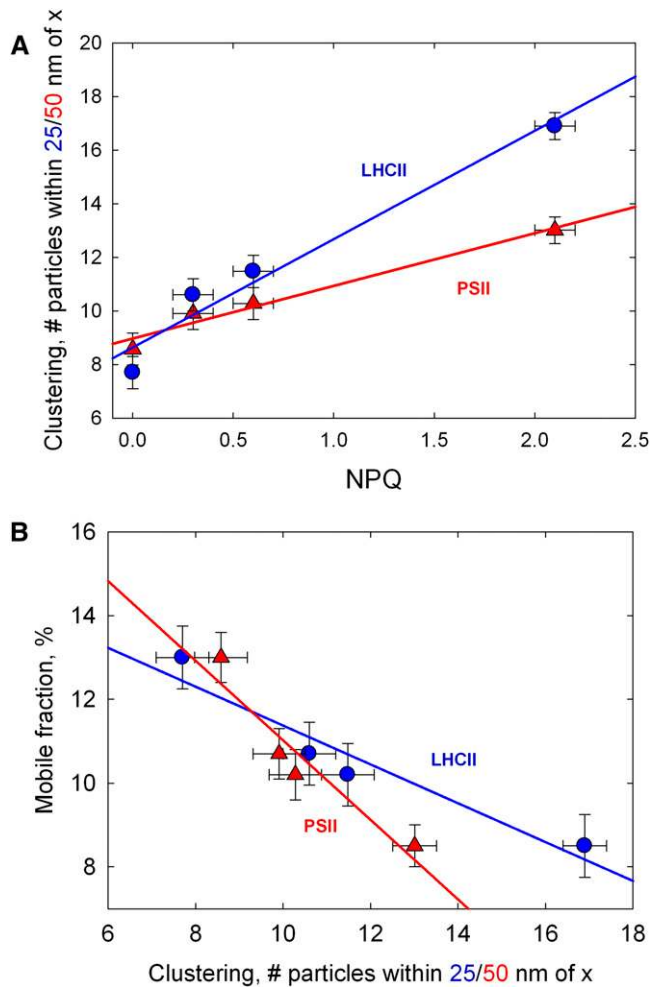 A
Clustering, # particles within 25/50 nm of x
20
18
16
14
12
10
8
6
LHCII
PSII
0.0 0.5 1.0 1.5 2.0 2.5
NPQ
B
Mobile fraction, %
16
14
12
10
8
LHCII
PSII
6 8 10 12 14 16 18
Clustering, # particles within 25/50 nm of x